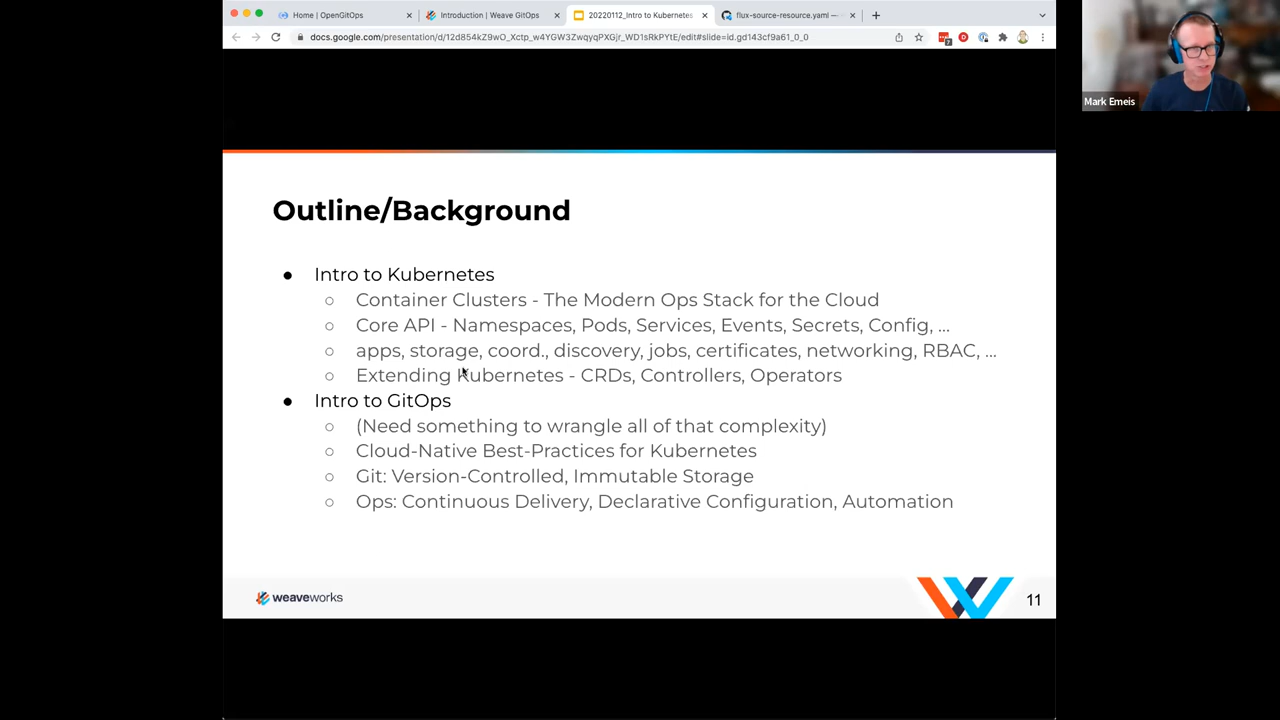 Home | OpenGitOps
Introduction | Weave GitOps
20220112_Intro to Kubernetes
flux-source-resource.yaml —
docs.google.com/presentation/d/12d854kZ9wO_Xctp_w4YGW3ZwqyqPXGjr_WD1sRkPYtE/edit#slide=id.gd143cf9a61_0_0
Mark Emeis
Outline/Background
● Intro to Kubernetes
○ Container Clusters - The Modern Ops Stack for the Cloud
○ Core API - Namespaces, Pods, Services, Events, Secrets, Config, ...
○ apps, storage, coord., discovery, jobs, certificates, networking, RBAC, ...
○ Extending Kubernetes - CRDs, Controllers, Operators
● Intro to GitOps
○ (Need something to wrangle all of that complexity)
○ Cloud-Native Best-Practices for Kubernetes
○ Git: Version-Controlled, Immutable Storage
○ Ops: Continuous Delivery, Declarative Configuration, Automation
weaveworks
11